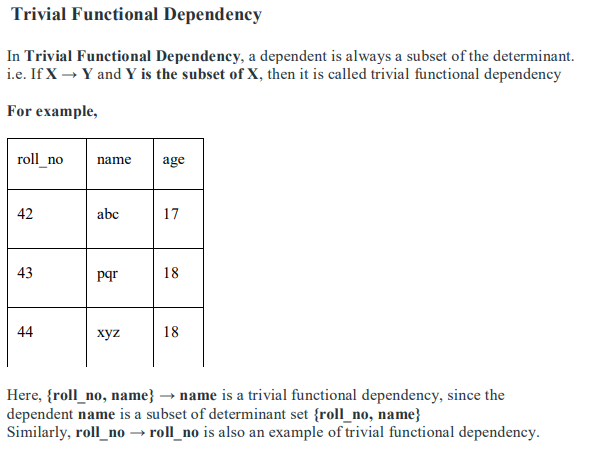 Trivial Functional Dependency
In Trivial Functional Dependency, a dependent is always a subset of the determinant.
i.e. If X → Y and Y is the subset of X, then it is called trivial functional dependency
For example,
roll_no name age
42 abc 17
43 pqr 18
44 xyz 18
Here, {roll_no, name} → name is a trivial functional dependency, since the
dependent name is a subset of determinant set {roll_no, name}
Similarly, roll_no → roll_no is also an example of trivial functional dependency.